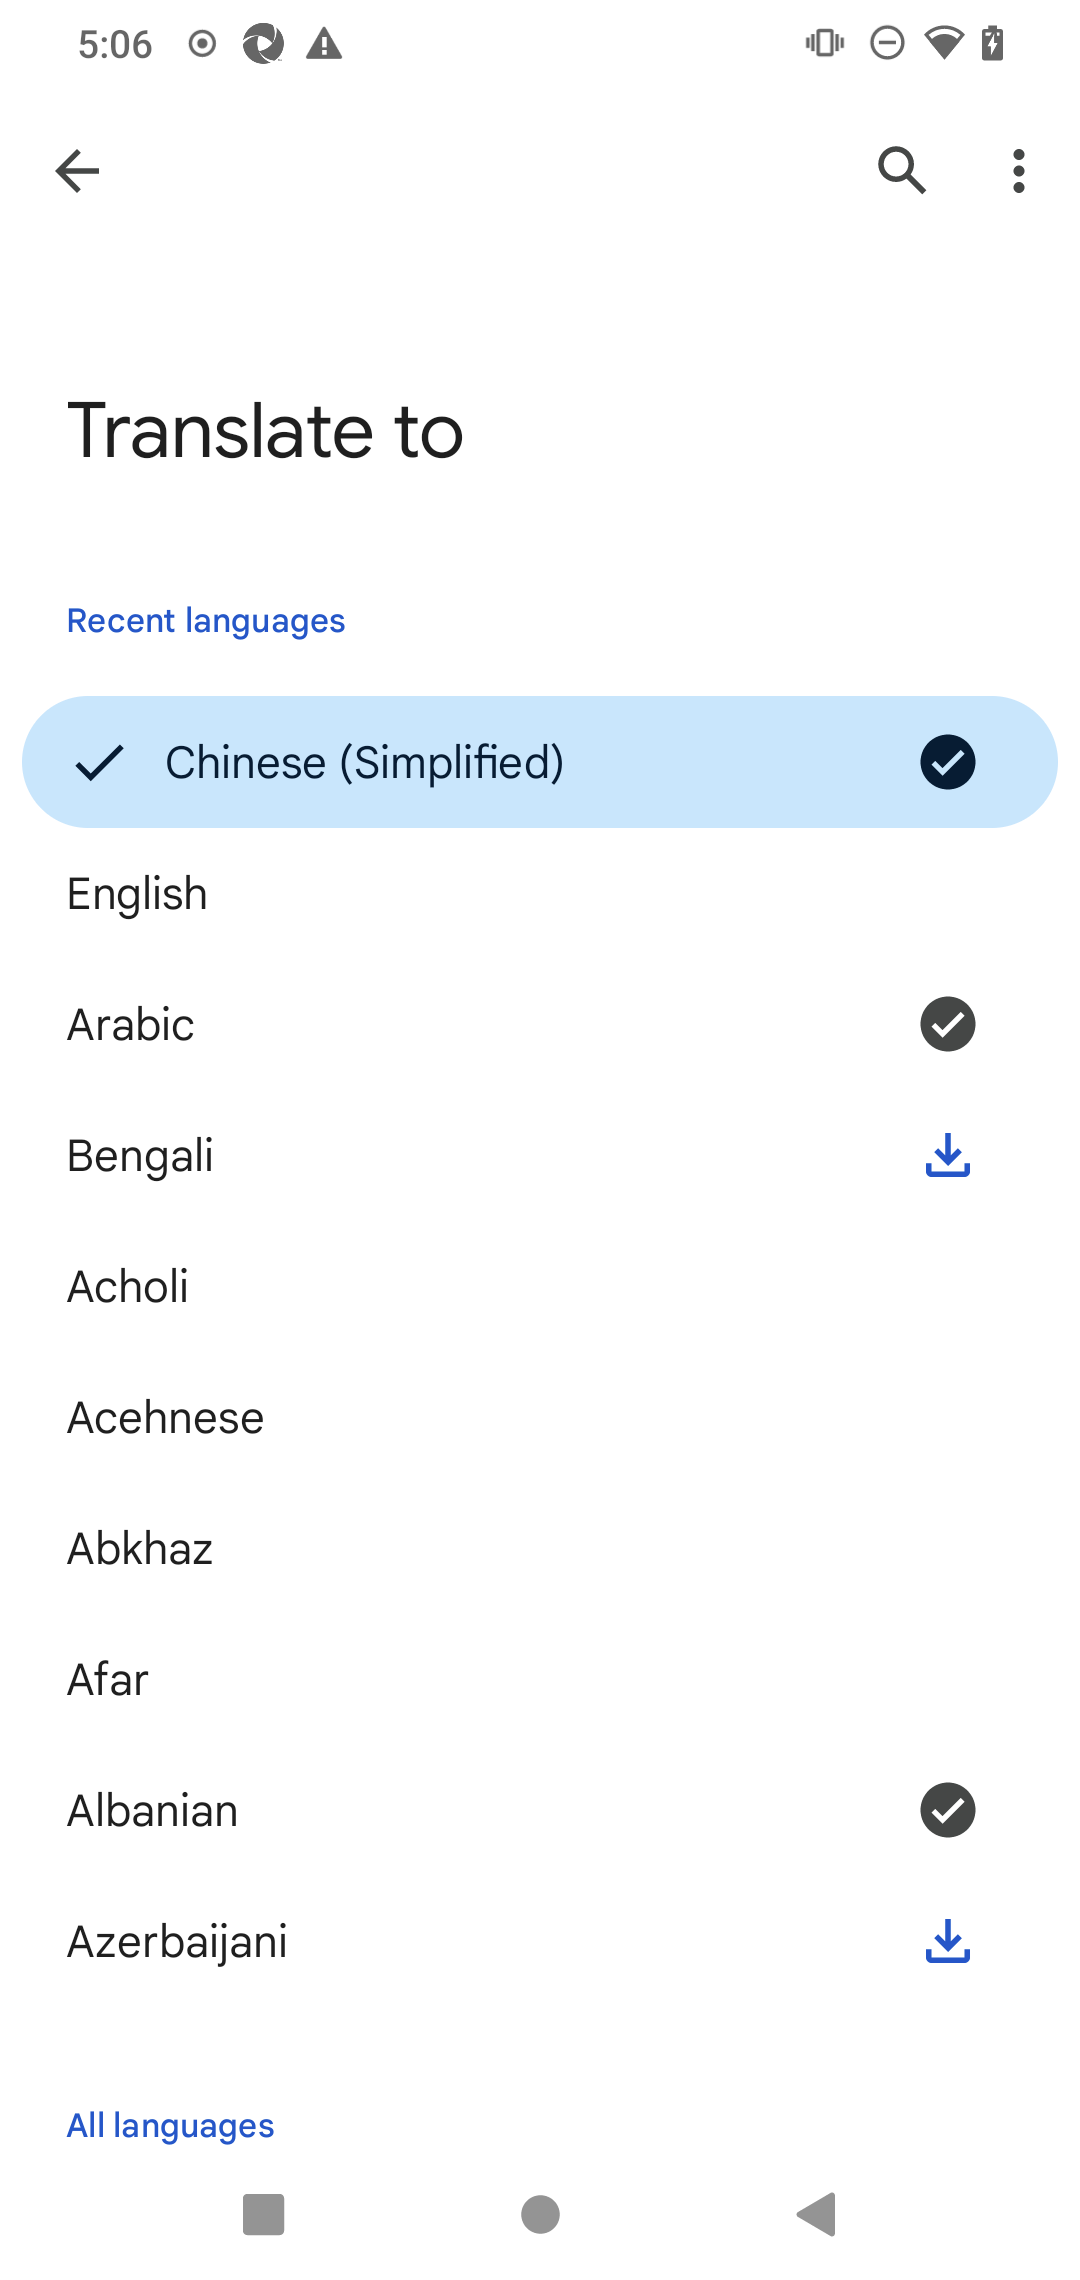 5:06
Translate to
Recent languages
Chinese (Simplified)
English
Arabic
Bengali
Acholi
Acehnese
Abkhaz
Afar
Albanian
Azerbaijani
All languages